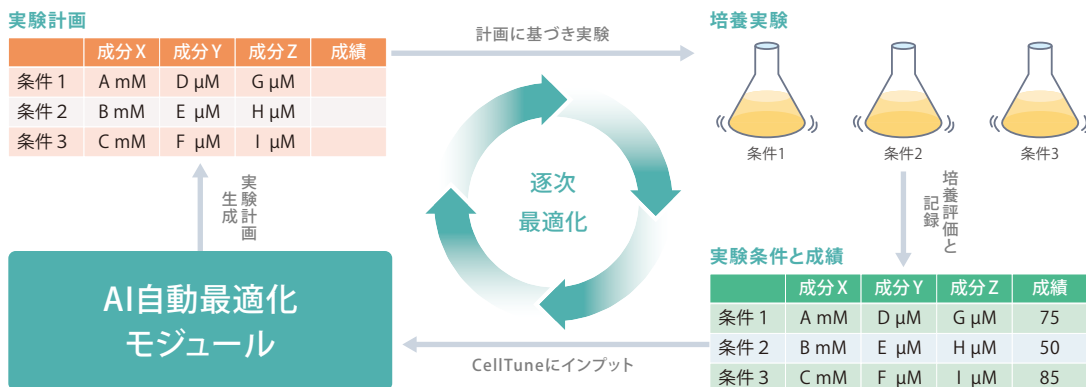 実験計画
成分X 成分Y 成分Z 成績
条件1 A mM D μM G μM
条件2 B mM E μM H μM
条件3 C mM F μM I μM
計画に基づき実験
培養実験
条件1
条件2
条件3
培養評価と
記録
実験条件と成績
成分X 成分Y 成分Z 成績
条件1 A mM D μM G μM 75
条件2 B mM E μM H μM 50
条件3 C mM F μM I μM 85
CellTuneにインプット
AI自動最適化
モジュール
実験計画
生成
逐次
最適化